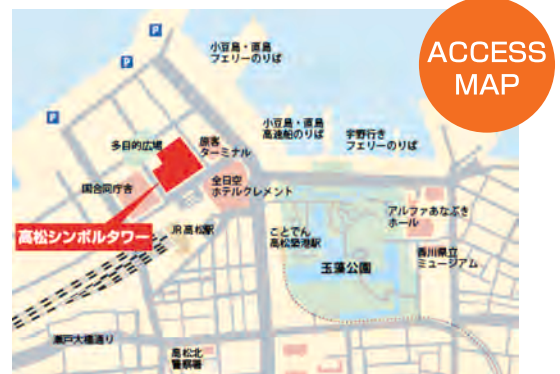 ACCESS
MAP
P
P
P
小豆島・直島
フェリーのりば
小豆島・直島
高速船のりば
宇野行き
フェリーのりば
多目的広場
旅客
ターミナル
国合同庁舎
全日空
ホテルクレメント
高松シンボルタワー
JR高松駅
ことでん
高松築港駅
アルファあなぶき
ホール
玉藻公園
香川県立
ミュージアム
瀬戸大橋通り
高松北
警察署